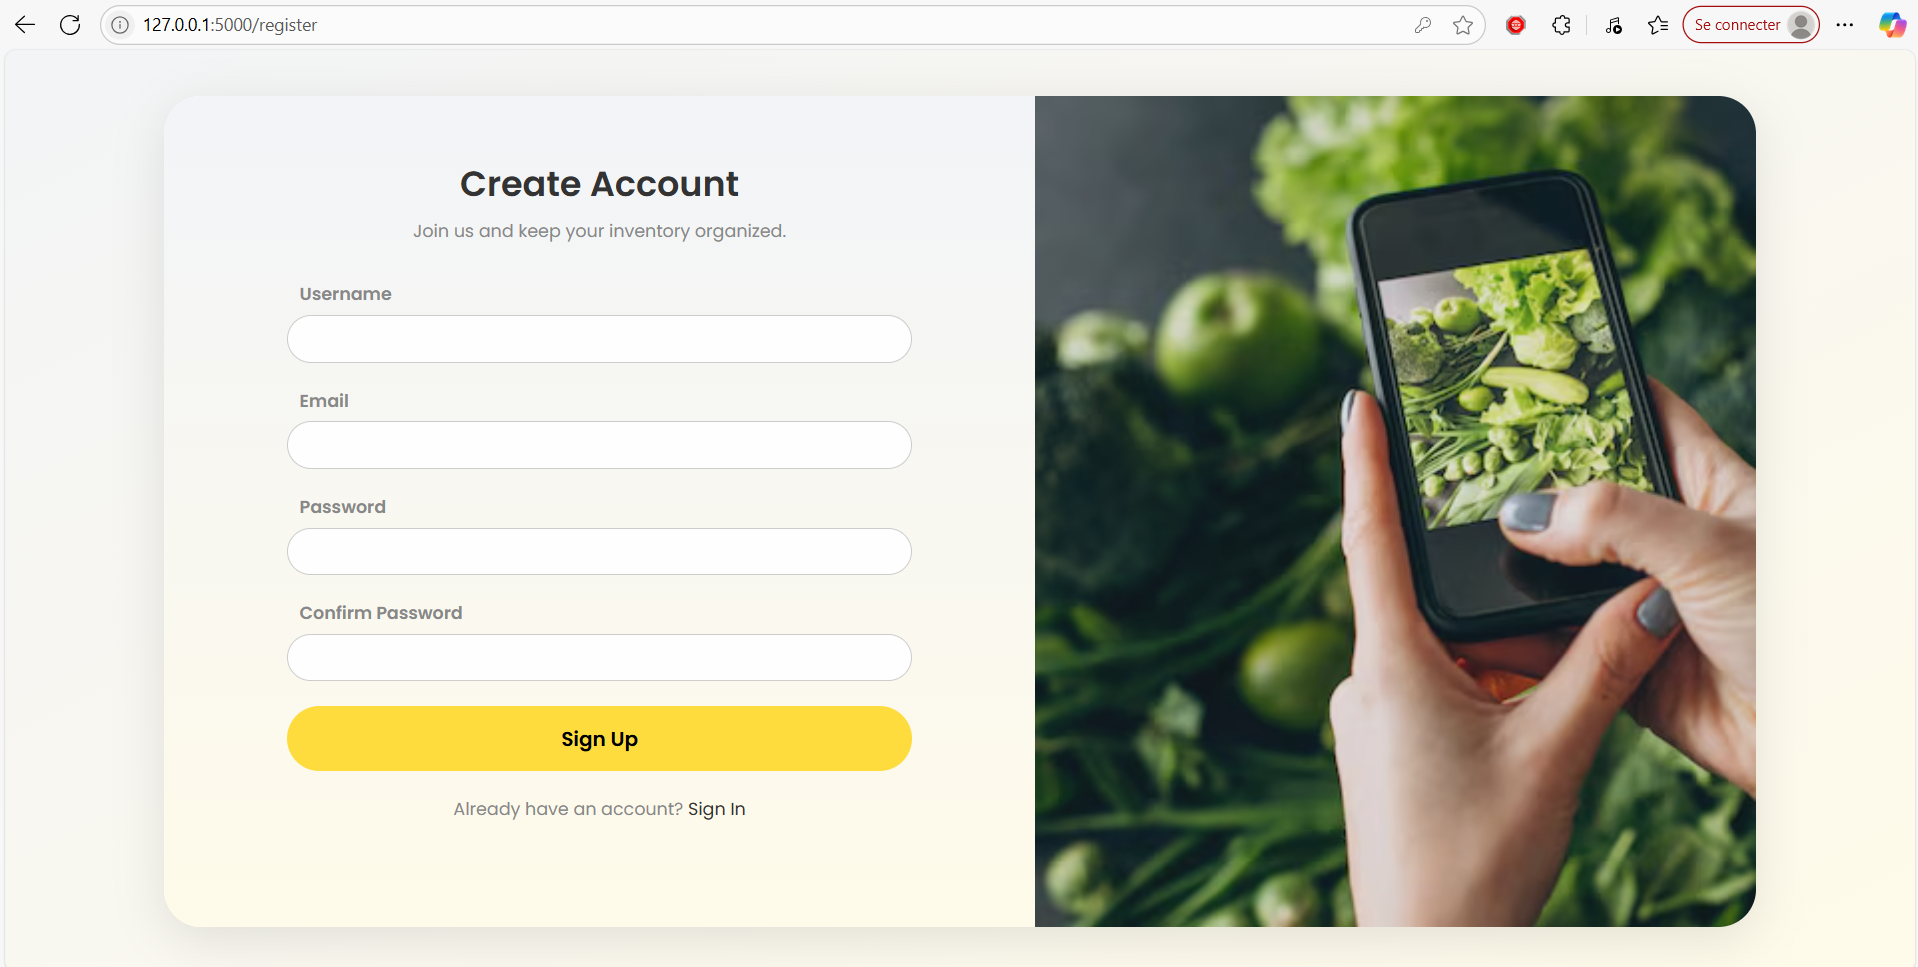 127.0.0.1:5000/register
Se connecter
Create Account
Join us and keep your inventory organized.
Username
Email
Password
Confirm Password
Sign Up
Already have an account? Sign In